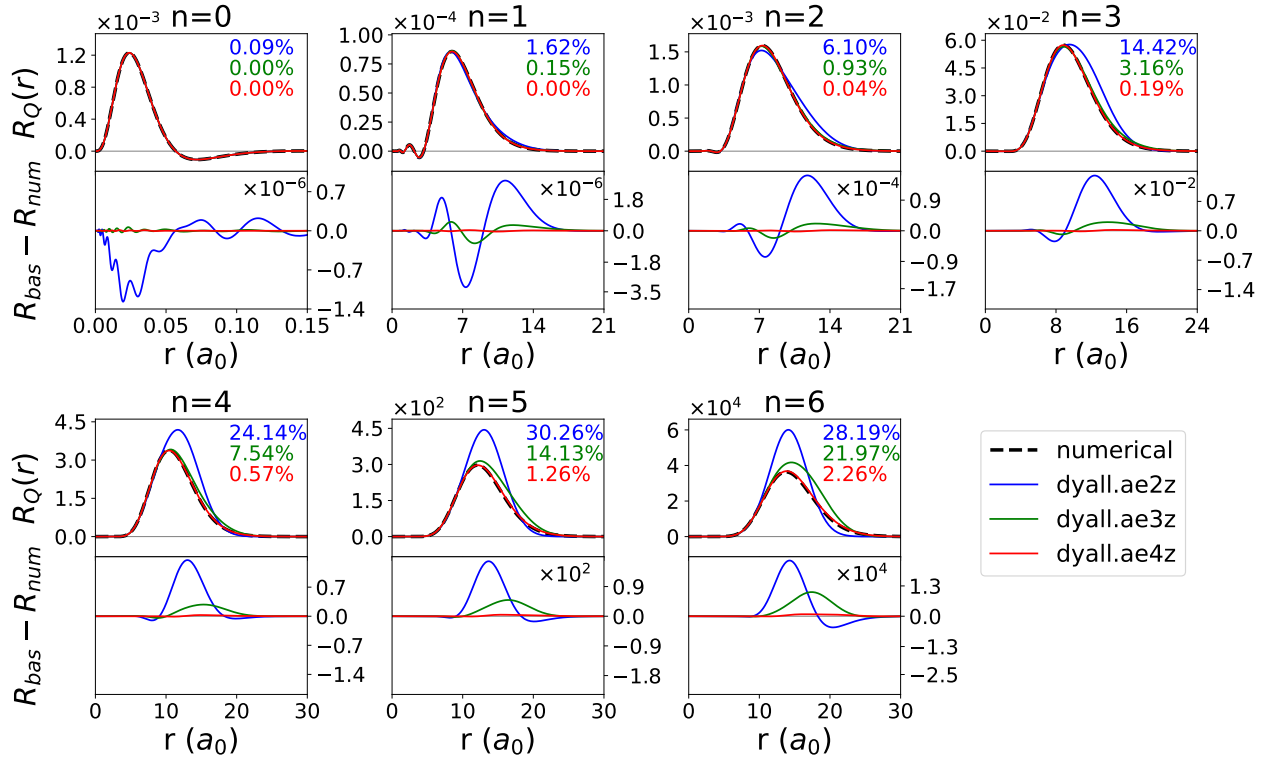 ×10⁻³ n=0
×10⁻⁴ n=1
×10⁻³ n=2
×10⁻² n=3
R_Q(r)
1.2
0.8
0.4
0.0
0.09%
0.00%
0.00%
1.00
0.75
0.50
0.25
0.00
1.62%
0.15%
0.00%
1.5
1.0
0.5
0.0
6.10%
0.93%
0.04%
6.0
4.5
3.0
1.5
0.0
14.42%
3.16%
0.19%
R_bas − R_num
×10⁻⁶
0.7
0.0
−0.7
−1.4
×10⁻⁶
1.8
0.0
−1.8
−3.5
×10⁻⁴
0.9
0.0
−0.9
−1.7
×10⁻²
0.7
0.0
−0.7
−1.4
0.00 0.05 0.10 0.15
0 7 14 21
0 7 14 21
0 8 16 24
r (a₀)
r (a₀)
r (a₀)
r (a₀)
n=4
×10² n=5
×10⁴ n=6
R_Q(r)
4.5
3.0
1.5
0.0
24.14%
7.54%
0.57%
4.5
3.0
1.5
0.0
30.26%
14.13%
1.26%
6
4
2
0
28.19%
21.97%
2.26%
numerical
dyall.ae2z
dyall.ae3z
dyall.ae4z
R_bas − R_num
0.7
0.0
−0.7
−1.4
×10²
0.9
0.0
−0.9
−1.8
×10⁴
1.3
0.0
−1.3
−2.5
0 10 20 30
0 10 20 30
0 10 20 30
r (a₀)
r (a₀)
r (a₀)